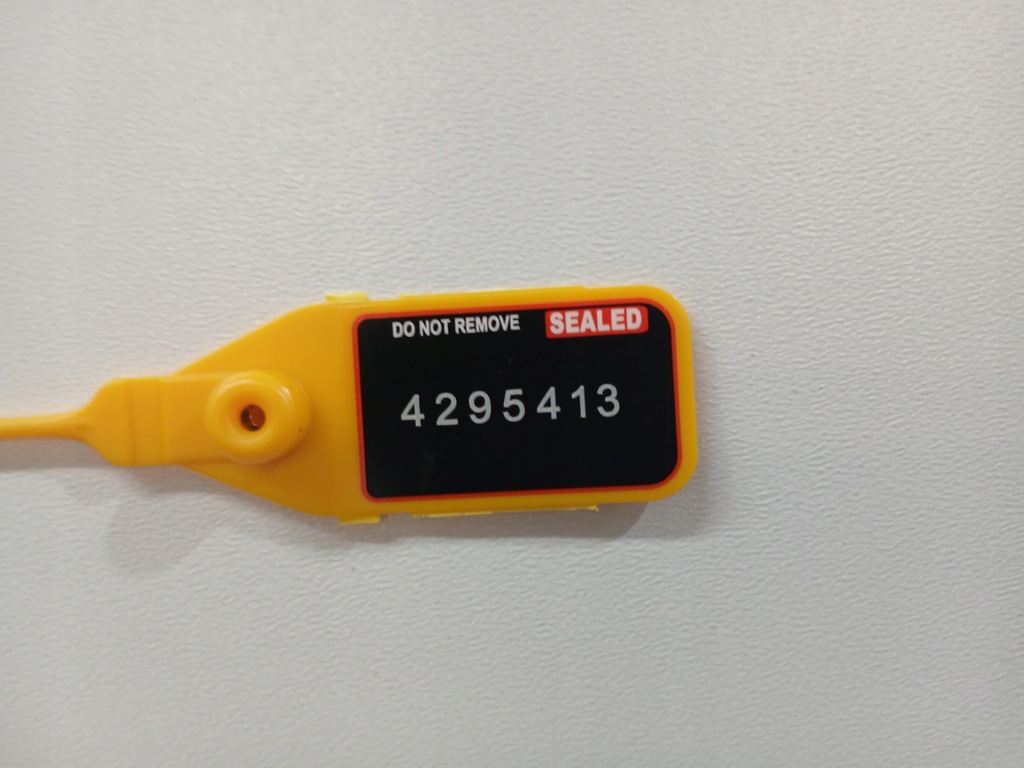 DO NOT REMOVE SEALED
4295413